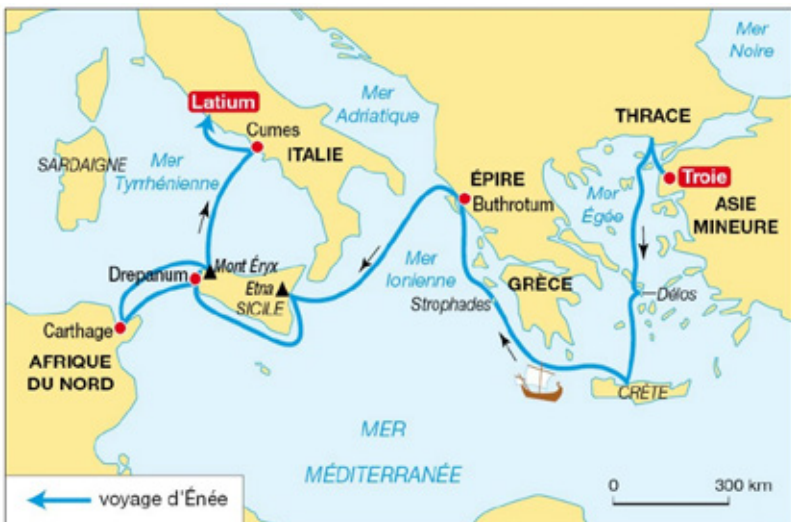 Mer
Noire
Latium
Mer
Adriatique
THRACE
Cumes
ITALIE
SARDAIGNE
Mer
Tyrrhénienne
ÉPIRE
Buthrotum
Troie
Mer
Égée
ASIE
MINEURE
Drepanum
Mont Éryx
Etna
SICILE
Mer
Ionienne
GRÈCE
Strophades
Délos
Carthage
AFRIQUE
DU NORD
CRÈTE
MER
MÉDITERRANÉE
voyage d'Énée
0 300 km